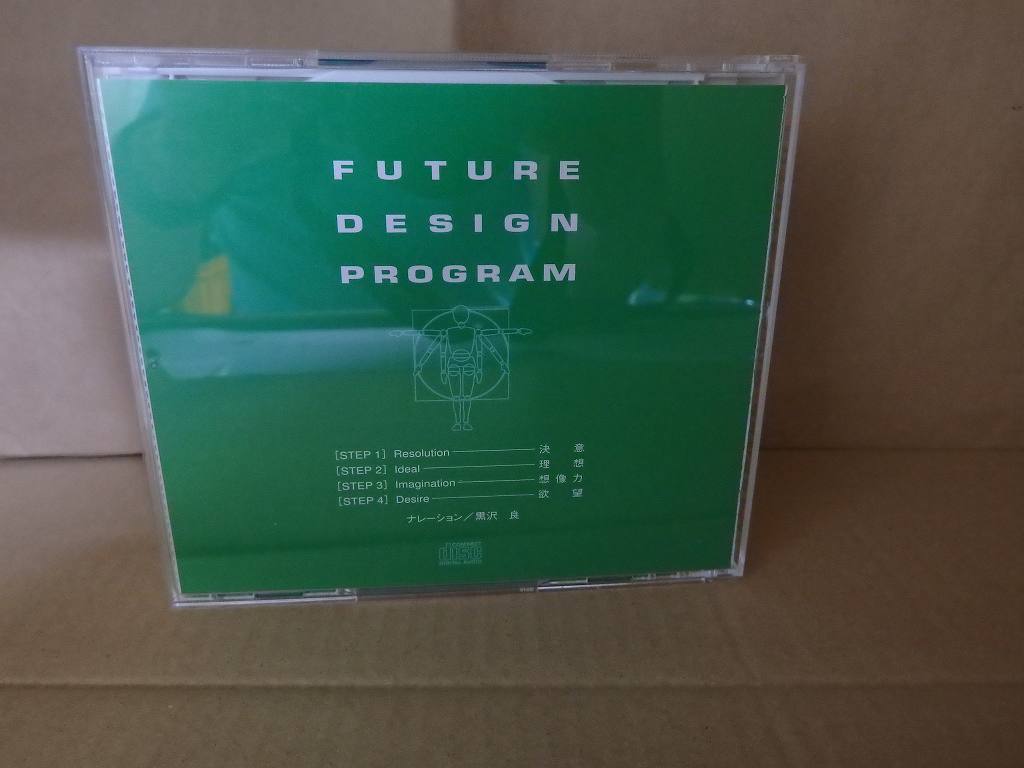 FUTURE
DESIGN
PROGRAM
[STEP 1] Resolution 決意
[STEP 2] Ideal 理想
[STEP 3] Imagination 想像力
[STEP 4] Desire 欲望
ナレーション/黒沢 良
COMPACT
disc
DIGITAL AUDIO